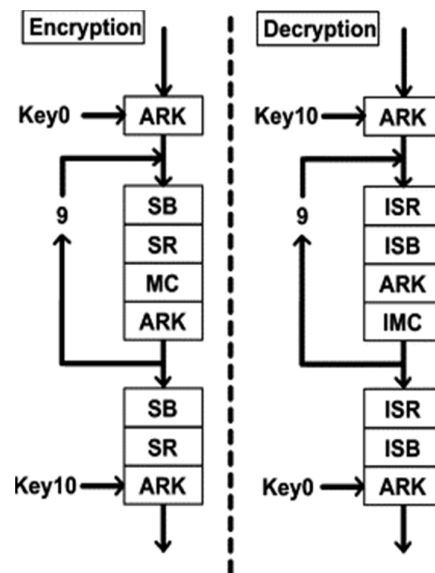 Encryption
Key0
ARK
9
SB
SR
MC
ARK
SB
SR
Key10
ARK
Decryption
Key10
ARK
9
ISR
ISB
ARK
IMC
ISR
ISB
Key0
ARK